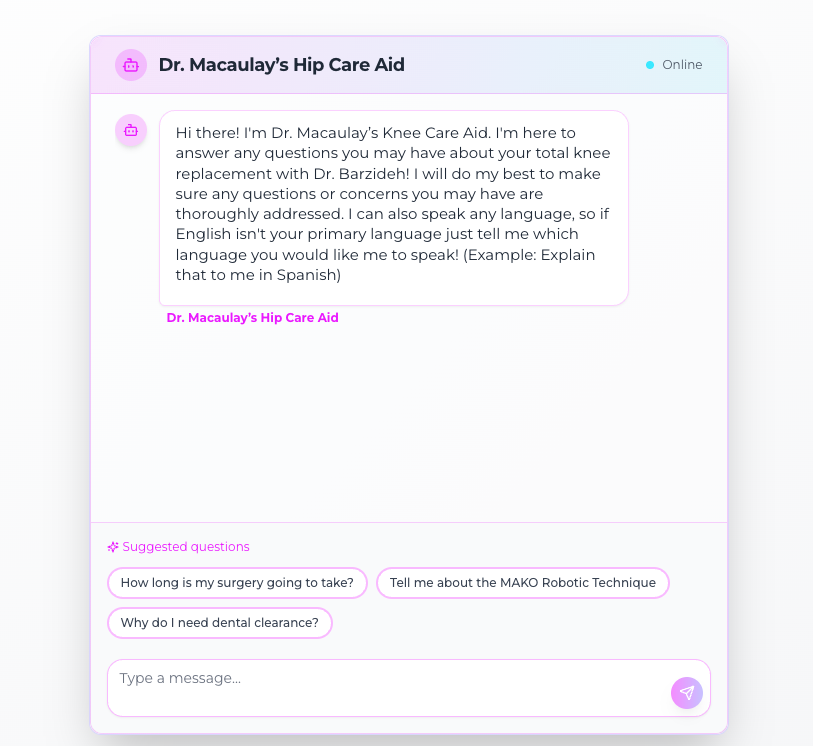 Dr. Macaulay’s Hip Care Aid
Online
Hi there! I'm Dr. Macaulay’s Knee Care Aid. I'm here to
answer any questions you may have about your total knee
replacement with Dr. Barzideh! I will do my best to make
sure any questions or concerns you may have are
thoroughly addressed. I can also speak any language, so if
English isn't your primary language just tell me which
language you would like me to speak! (Example: Explain
that to me in Spanish)
Dr. Macaulay’s Hip Care Aid
Suggested questions
How long is my surgery going to take?
Tell me about the MAKO Robotic Technique
Why do I need dental clearance?
Type a message...